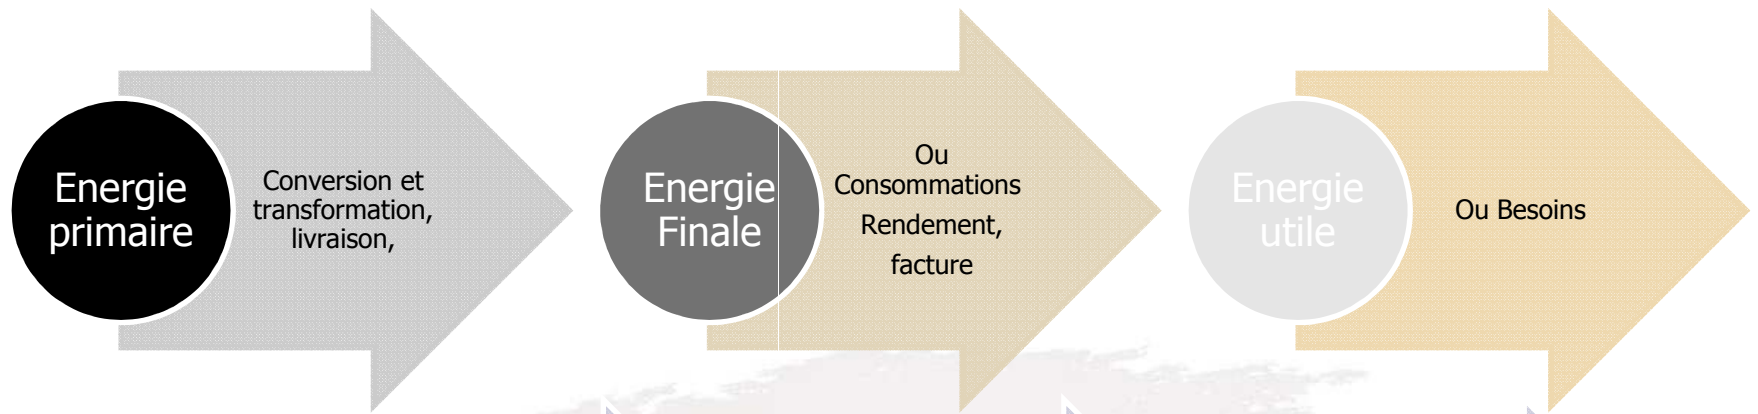 Energie
primaire
Conversion et
transformation,
livraison,
Energie
Finale
Ou
Consommations
Rendement,
facture
Energie
utile
Ou Besoins